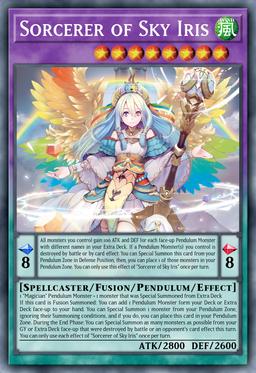 SORCERER OF SKY IRIS
風
All monsters you control gain 100 ATK and DEF for each face-up Pendulum Monster
with different names in your Extra Deck. If a Pendulum Monster(s) you control is
destroyed by battle or by card effect: You can Special Summon this card from your
Pendulum Zone in Defense Position, then, you can place 1 of those monsters in your
Pendulum Zone. You can only use this effect of "Sorcerer of Sky Iris" once per turn.
8
8
[SPELLCASTER/FUSION/PENDULUM/EFFECT]
1 "Magician" Pendulum Monster + 1 monster that was Special Summoned from Extra Deck
If this card is Fusion Summoned: You can add 1 Pendulum Monster from your Deck or Extra
Deck face-up to your hand. You can Special Summon 1 monster from your Pendulum Zone,
ignoring their Summoning conditions, and if you do, you can place this card in your Pendulum
Zone. During the End Phase: You can Special Summon as many monsters as possible from your
GY or Extra Deck face-up that were destroyed by battle or an opponent's card effect this turn.
You can only use each effect of "Sorcerer of Sky Iris" once per turn.
ATK/2800 DEF/2600